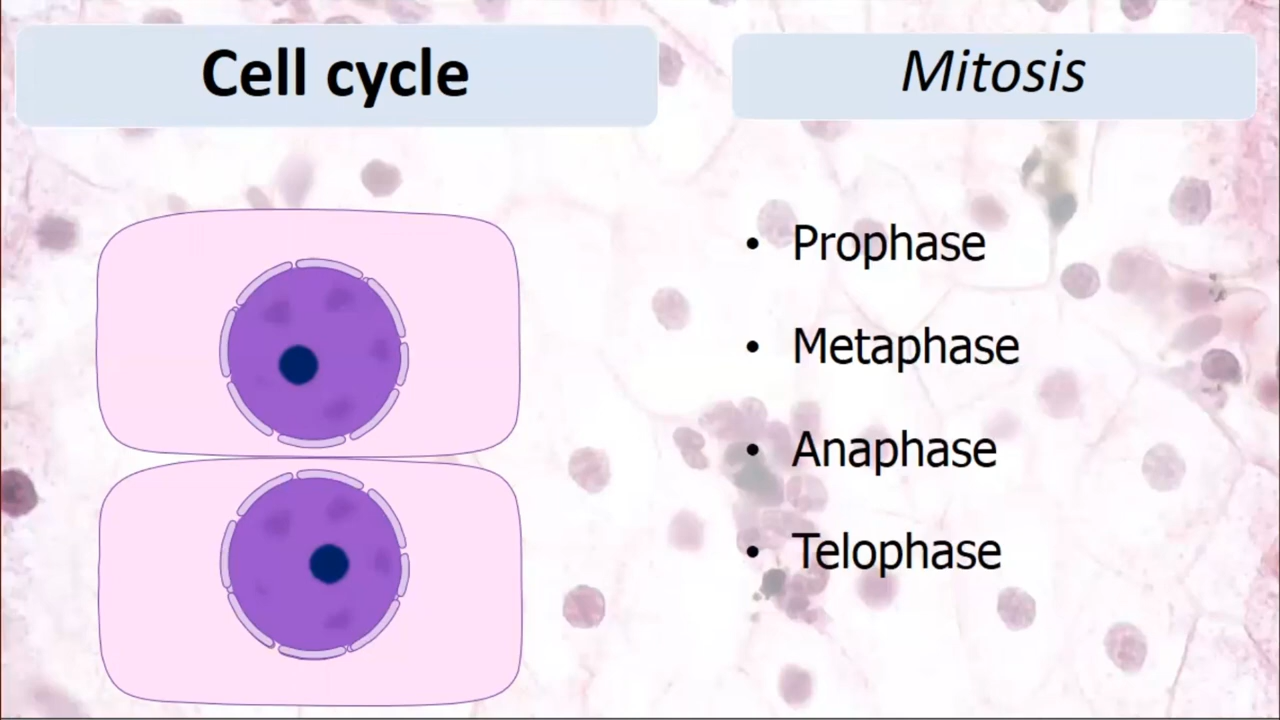 Cell cycle
Mitosis
• Prophase
• Metaphase
• Anaphase
• Telophase